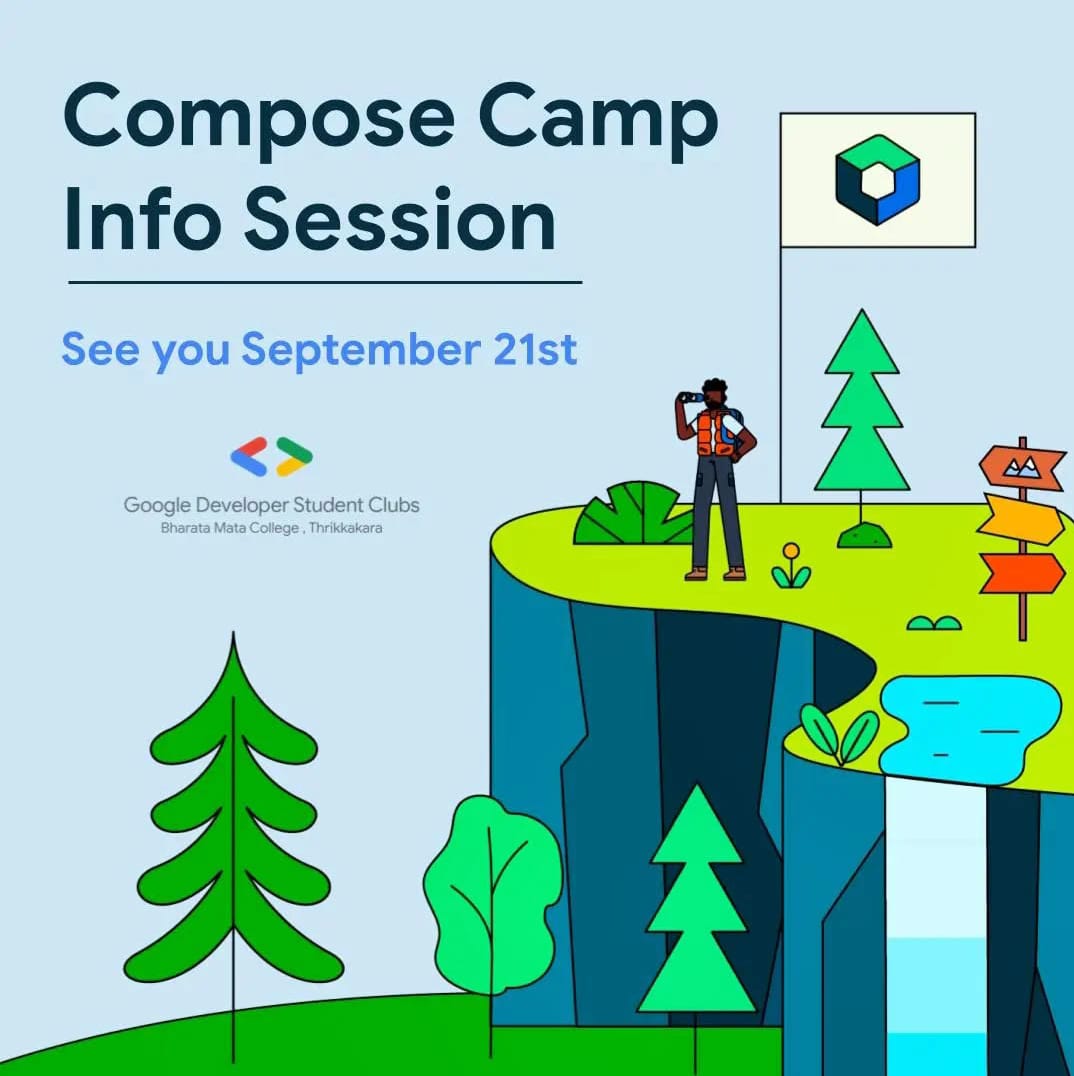 Compose Camp
Info Session
See you September 21st
Google Developer Student Clubs
Bharata Mata College , Thrikkakara